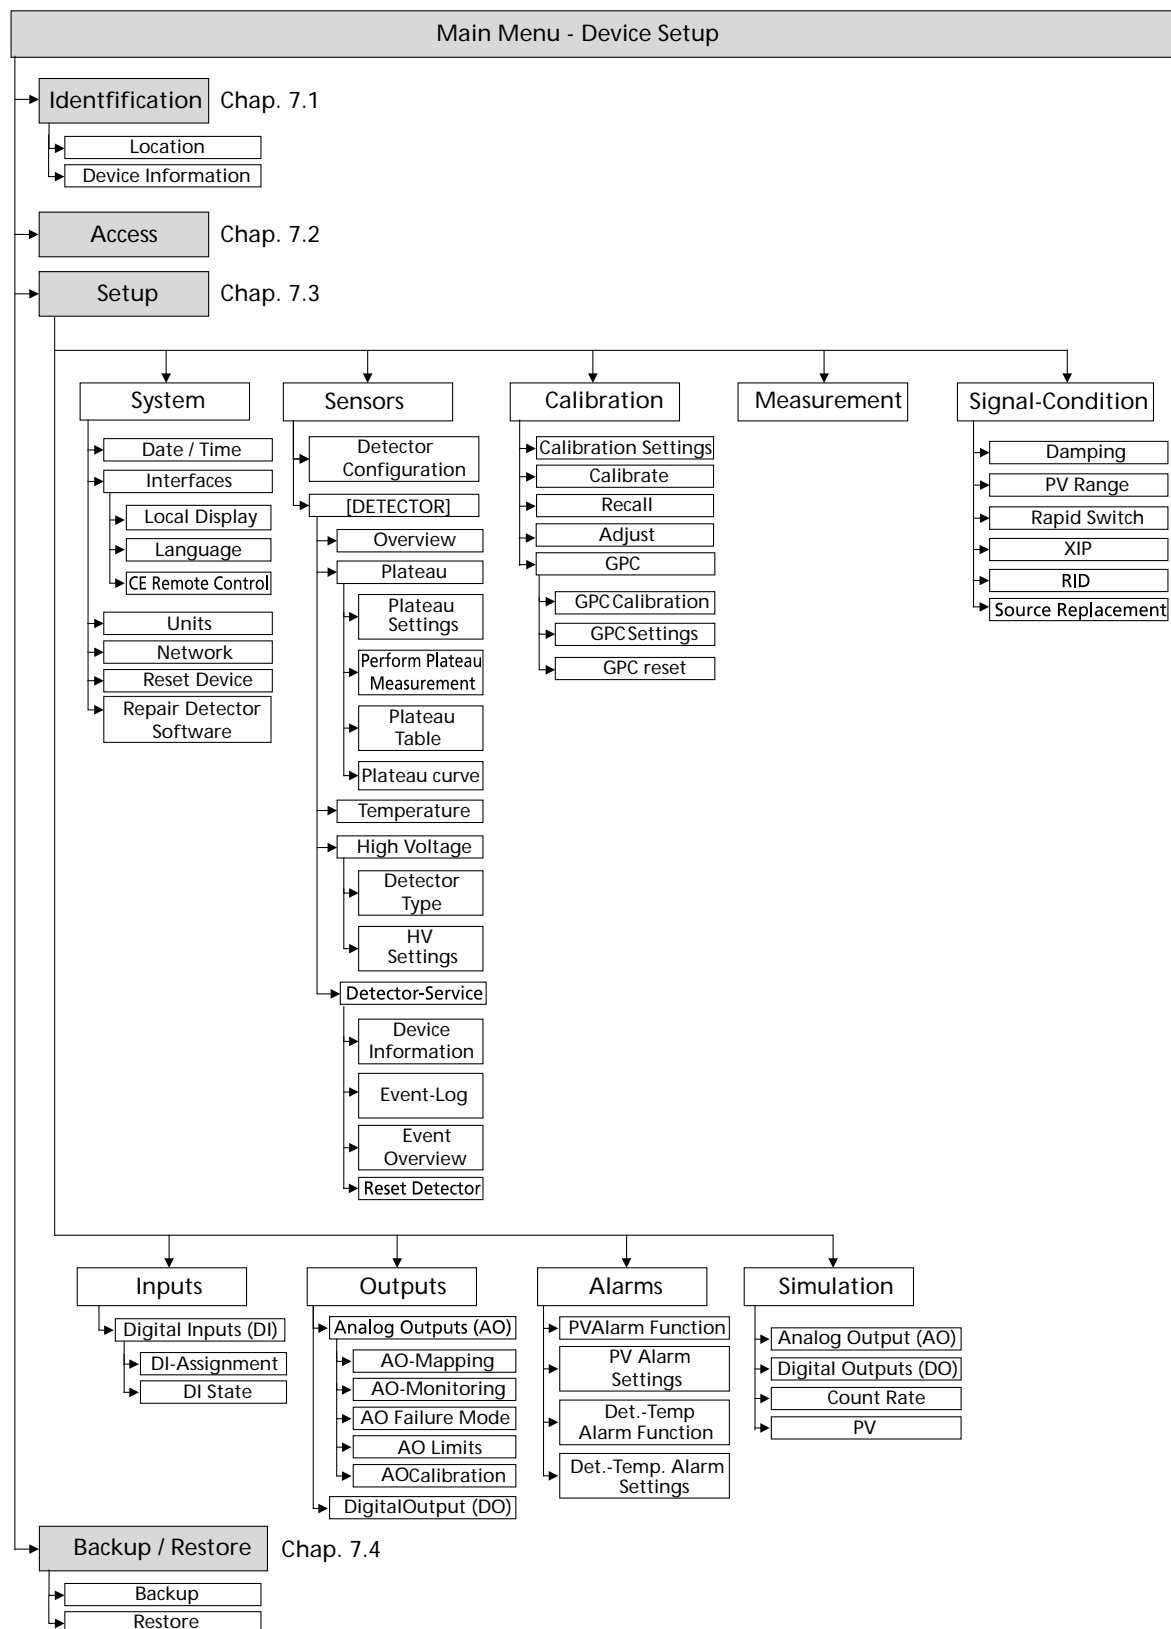 Main Menu - Device Setup
Identfification Chap. 7.1
Location
Device Information
Access Chap. 7.2
Setup Chap. 7.3
System
Date / Time
Interfaces
Local Display
Language
CE Remote Control
Units
Network
Reset Device
Repair Detector
Software
Sensors
Detector
Configuration
[DETECTOR]
Overview
Plateau
Plateau
Settings
Perform Plateau
Measurement
Plateau
Table
Plateau curve
Temperature
High Voltage
Detector
Type
HV
Settings
Detector-Service
Device
Information
Event-Log
Event
Overview
Reset Detector
Calibration
Calibration Settings
Calibrate
Recall
Adjust
GPC
GPC Calibration
GPC Settings
GPC reset
Measurement
Signal-Condition
Damping
PV Range
Rapid Switch
XIP
RID
Source Replacement
Inputs
Digital Inputs (DI)
DI-Assignment
DI State
Outputs
Analog Outputs (AO)
AO-Mapping
AO-Monitoring
AO Failure Mode
AO Limits
AOCalibration
DigitalOutput (DO)
Alarms
PVAlarm Function
PV Alarm
Settings
Det.-Temp
Alarm Function
Det.-Temp. Alarm
Settings
Simulation
Analog Output (AO)
Digital Outputs (DO)
Count Rate
PV
Backup / Restore Chap. 7.4
Backup
Restore